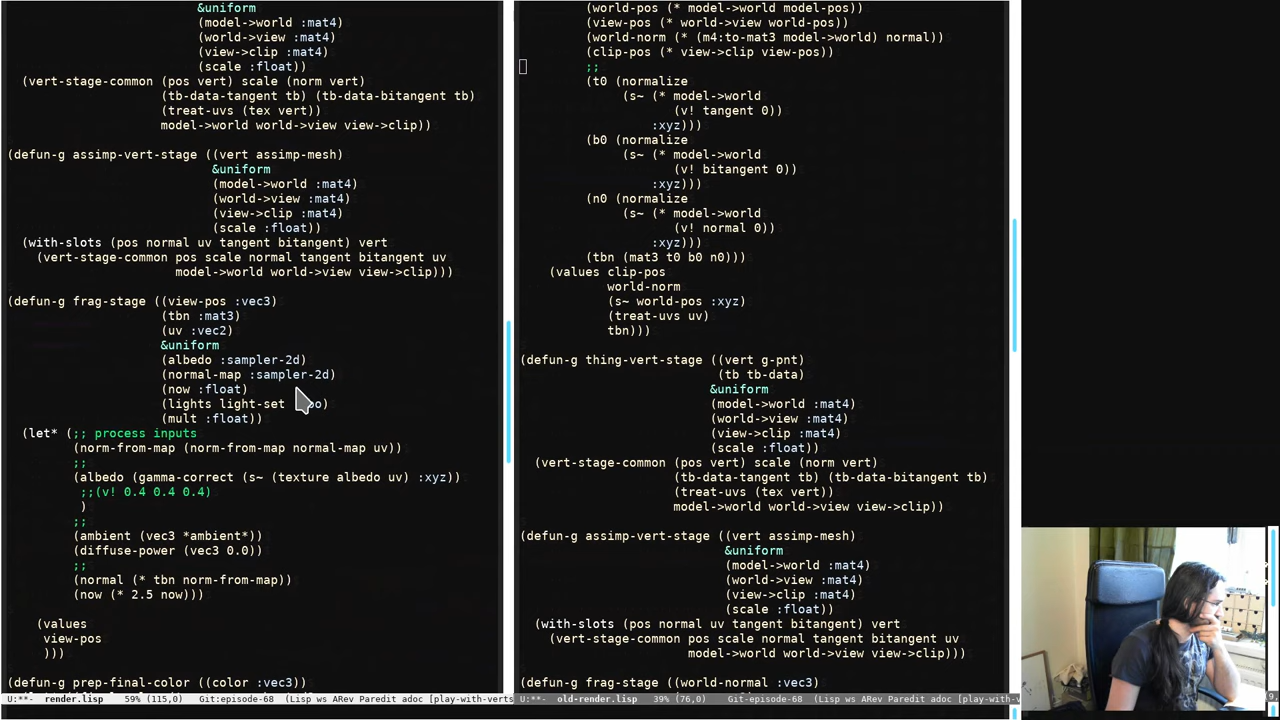 &uniform
                          (model->world :mat4)
                          (world->view :mat4)
                          (view->clip :mat4)
                          (scale :float))
  (vert-stage-common (pos vert) scale (norm vert)
                     (tb-data-tangent tb) (tb-data-bitangent tb)
                     (treat-uvs (tex vert))
                     model->world world->view view->clip))

(defun-g assimp-vert-stage ((vert assimp-mesh)
                            &uniform
                            (model->world :mat4)
                            (world->view :mat4)
                            (view->clip :mat4)
                            (scale :float))
  (with-slots (pos normal uv tangent bitangent) vert
    (vert-stage-common pos scale normal tangent bitangent uv
                       model->world world->view view->clip)))

(defun-g frag-stage ((view-pos :vec3)
                     (tbn :mat3)
                     (uv :vec2)
                     &uniform
                     (albedo :sampler-2d)
                     (normal-map :sampler-2d)
                     (now :float)
                     (lights light-set
                     (mult :float))
  (let* (;; process inputs
         (norm-from-map (norm-from-map normal-map uv))
         ;;
         (albedo (gamma-correct (s~ (texture albedo uv) :xyz))
          ;;(v! 0.4 0.4 0.4)
          )
         ;;
         (ambient (vec3 *ambient*))
         (diffuse-power (vec3 0.0))
         ;;
         (normal (* tbn norm-from-map))
         (now (* 2.5 now)))

    (values
     view-pos
     )))

(defun-g prep-final-color ((color :vec3))
U:**-  render.lisp    59% (115,0)    Git:episode-68  (Lisp ws ARev Paredit adoc [play-with-verts
         (world-pos (* model->world model-pos))
         (view-pos (* world->view world-pos))
         (world-norm (* (m4:to-mat3 model->world) normal))
         (clip-pos (* view->clip view-pos))
         ;;
         (t0 (normalize
              (s~ (* model->world
                     (v! tangent 0))
                  :xyz)))
         (b0 (normalize
              (s~ (* model->world
                     (v! bitangent 0))
                  :xyz)))
         (n0 (normalize
              (s~ (* model->world
                     (v! normal 0))
                  :xyz)))
         (tbn (mat3 t0 b0 n0)))
    (values clip-pos
            world-norm
            (s~ world-pos :xyz)
            (treat-uvs uv)
            tbn)))

(defun-g thing-vert-stage ((vert g-pnt)
                           (tb tb-data)
                          &uniform
                          (model->world :mat4)
                          (world->view :mat4)
                          (view->clip :mat4)
                          (scale :float))
  (vert-stage-common (pos vert) scale (norm vert)
                     (tb-data-tangent tb) (tb-data-bitangent tb)
                     (treat-uvs (tex vert))
                     model->world world->view view->clip))

(defun-g assimp-vert-stage ((vert assimp-mesh)
                            &uniform
                            (model->world :mat4)
                            (world->view :mat4)
                            (view->clip :mat4)
                            (scale :float))
  (with-slots (pos normal uv tangent bitangent) vert
    (vert-stage-common pos scale normal tangent bitangent uv
                       model->world world->view view->clip)))

(defun-g frag-stage ((world-normal :vec3)
U:**-  old-render.lisp    39% (76,0)     Git:episode-68  (Lisp ws ARev Paredit adoc [play-with-v